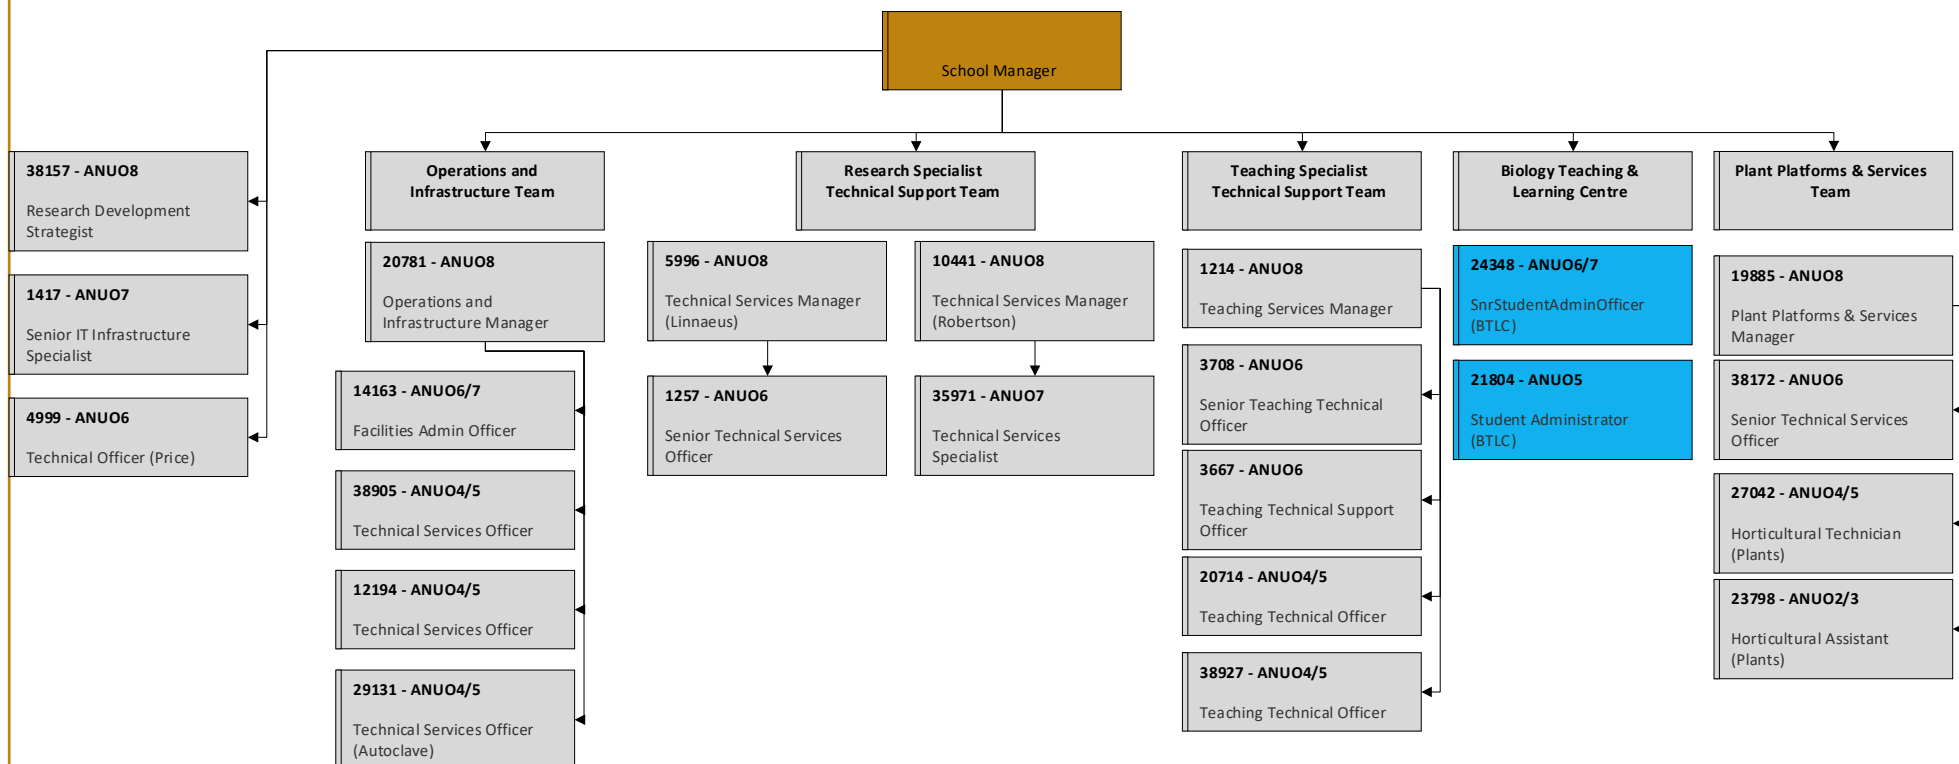 School Manager
38157 - ANUO8
Research Development
Strategist
1417 - ANUO7
Senior IT Infrastructure
Specialist
4999 - ANUO6
Technical Officer (Price)
Operations and
Infrastructure Team
20781 - ANUO8
Operations and
Infrastructure Manager
14163 - ANUO6/7
Facilities Admin Officer
38905 - ANUO4/5
Technical Services Officer
12194 - ANUO4/5
Technical Services Officer
29131 - ANUO4/5
Technical Services Officer
(Autoclave)
Research Specialist
Technical Support Team
5996 - ANUO8
Technical Services Manager
(Linnaeus)
1257 - ANUO6
Senior Technical Services
Officer
10441 - ANUO8
Technical Services Manager
(Robertson)
35971 - ANUO7
Technical Services
Specialist
Teaching Specialist
Technical Support Team
1214 - ANUO8
Teaching Services Manager
3708 - ANUO6
Senior Teaching Technical
Officer
3667 - ANUO6
Teaching Technical Support
Officer
20714 - ANUO4/5
Teaching Technical Officer
38927 - ANUO4/5
Teaching Technical Officer
Biology Teaching &
Learning Centre
24348 - ANUO6/7
SnrStudentAdminOfficer
(BTLC)
21804 - ANUO5
Student Administrator
(BTLC)
Plant Platforms & Services
Team
19885 - ANUO8
Plant Platforms & Services
Manager
38172 - ANUO6
Senior Technical Services
Officer
27042 - ANUO4/5
Horticultural Technician
(Plants)
23798 - ANUO2/3
Horticultural Assistant
(Plants)